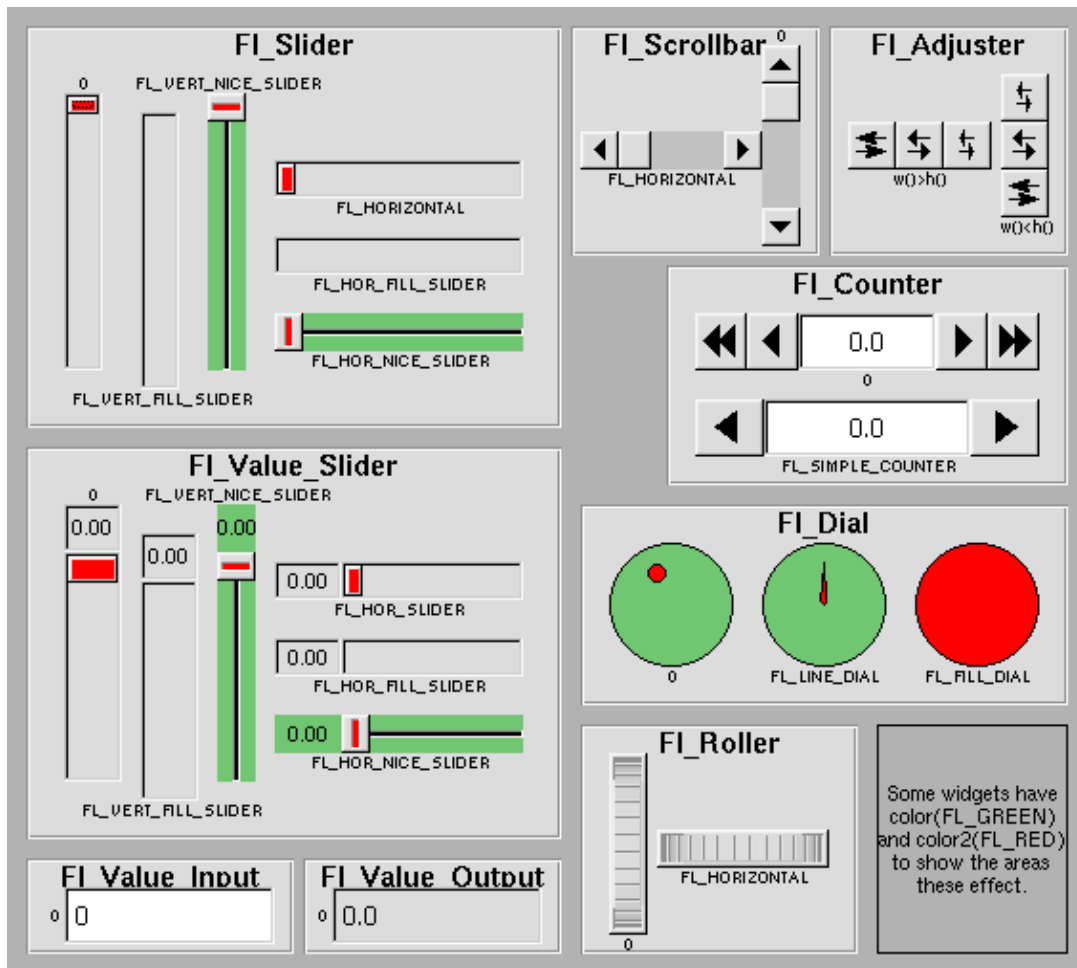 Fl_Slider
0
FL_VERT_NICE_SLIDER
FL_HORIZONTAL
FL_HOR_FILL_SLIDER
FL_HOR_NICE_SLIDER
FL_VERT_FILL_SLIDER
Fl_Scrollbar
0
FL_HORIZONTAL
Fl_Adjuster
w()>h()
w()<h()
Fl_Counter
0.0
0
0.0
FL_SIMPLE_COUNTER
Fl_Value_Slider
0
FL_VERT_NICE_SLIDER
0.00
0.00
0.00
0.00
FL_HOR_SLIDER
0.00
FL_HOR_FILL_SLIDER
0.00
FL_HOR_NICE_SLIDER
FL_VERT_FILL_SLIDER
Fl_Dial
0
FL_LINE_DIAL
FL_FILL_DIAL
Fl_Roller
FL_HORIZONTAL
0
Some widgets have
color(FL_GREEN)
and color2(FL_RED)
to show the areas
these effect.
Fl_Value_Input
0
0
Fl_Value_Output
0
0.0